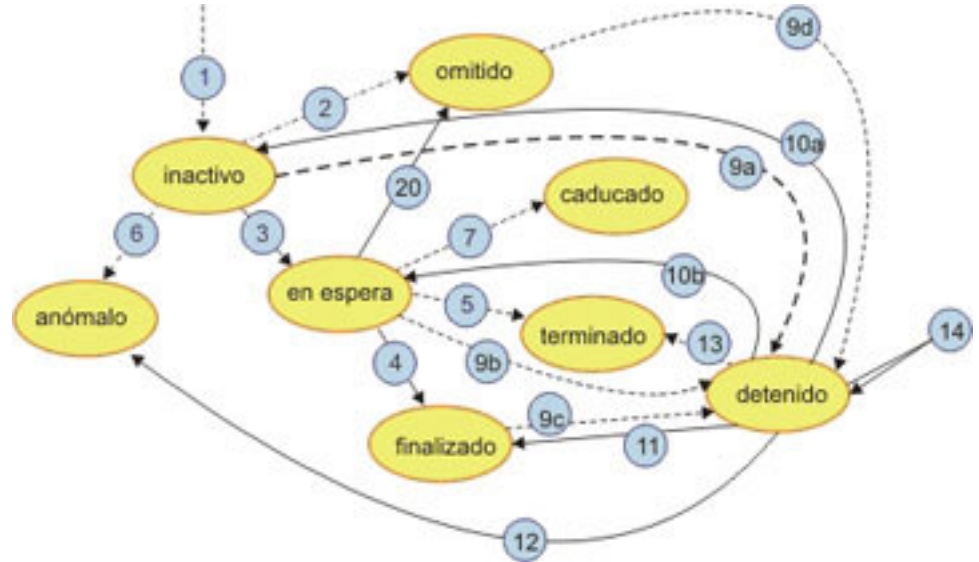 9d
omitido
1
2
10a
inactivo
9a
20
caducado
6
3
7
10b
en espera
5
anómalo
terminado
13
14
4
9b
detenido
9c
finalizado
11
12